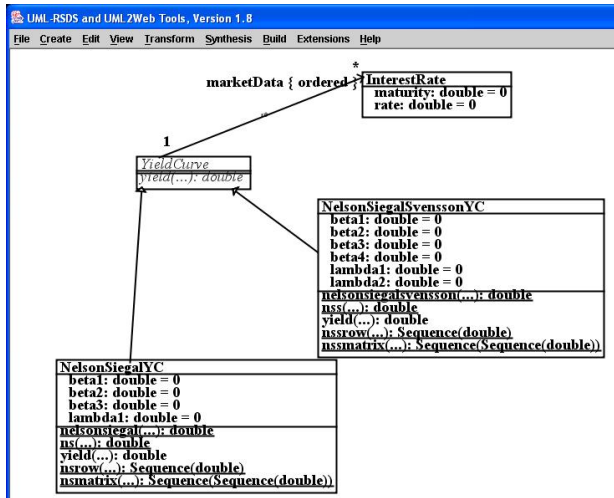 UML-RSDS and UML2Web Tools, Version 1.8
File Create Edit View Transform Synthesis Build Extensions Help
*
marketData { ordered }
InterestRate
maturity: double = 0
rate: double = 0
1
YieldCurve
yield(...): double
NelsonSiegalSvenssonYC
beta1: double = 0
beta2: double = 0
beta3: double = 0
beta4: double = 0
lambda1: double = 0
lambda2: double = 0
nelsonsiegalsvensson(...): double
nss(...): double
yield(...): double
nssrow(...): Sequence(double)
nssmatrix(...): Sequence(Sequence(double))
NelsonSiegalYC
beta1: double = 0
beta2: double = 0
beta3: double = 0
lambda1: double = 0
nelsonsiegal(...): double
ns(...): double
yield(...): double
nsrow(...): Sequence(double)
nsmatrix(...): Sequence(Sequence(double))